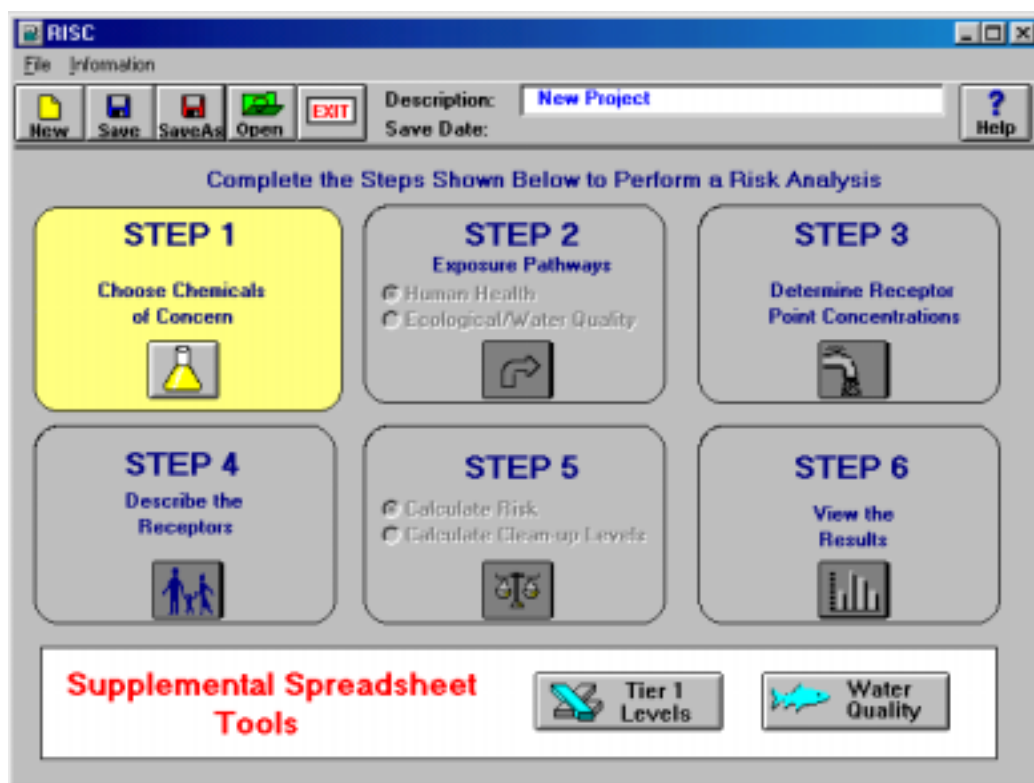 RISC
File Information
New Save SaveAs Open EXIT
Description: New Project
Save Date:
? Help
Complete the Steps Shown Below to Perform a Risk Analysis
STEP 1
Choose Chemicals
of Concern
STEP 2
Exposure Pathways
Human Health
Ecological/Water Quality
STEP 3
Determine Receptor
Point Concentrations
STEP 4
Describe the
Receptors
STEP 5
Calculate Risk
Calculate Clean-up Levels
STEP 6
View the
Results
Supplemental Spreadsheet
Tools
Tier 1
Levels
Water
Quality